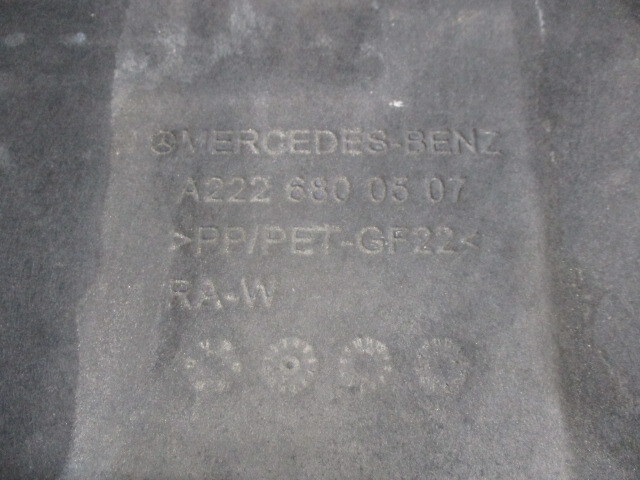 MERCEDES-BENZ
A222 680 05 07
>PP/PET-GF22<
RA-W